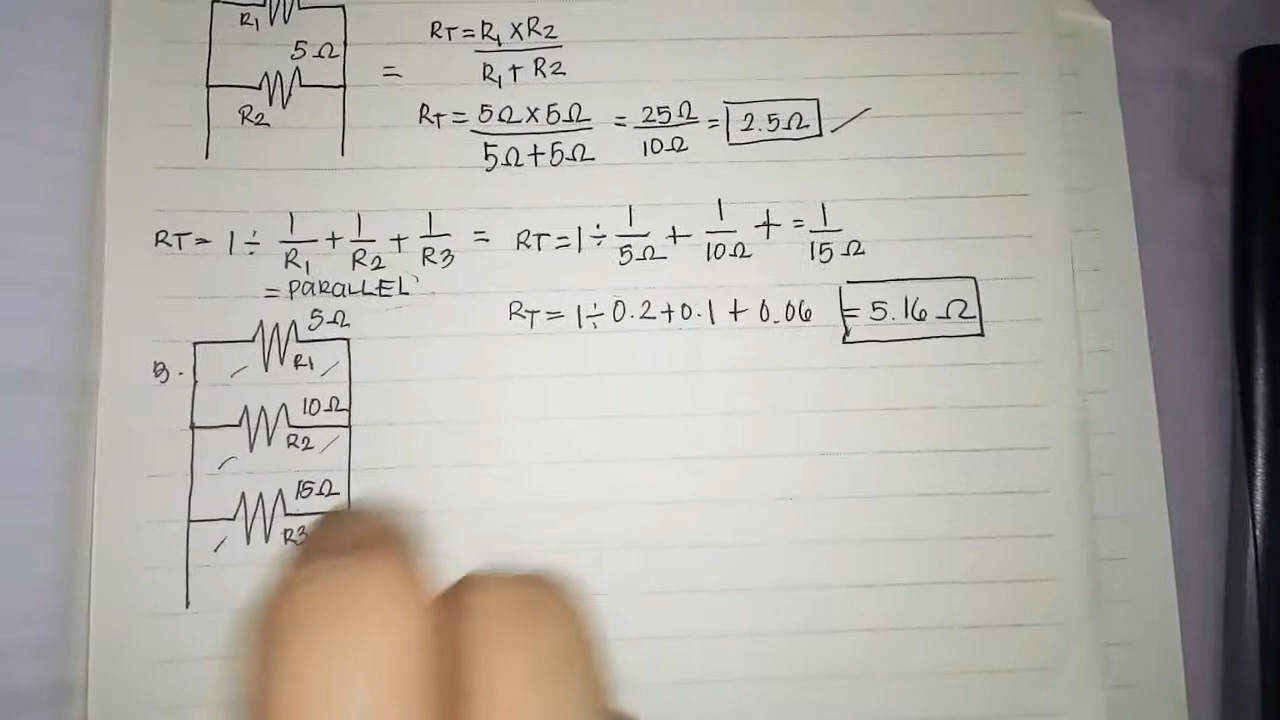 R1
5Ω
R2
= RT = R1 x R2 / R1 + R2
RT = 5Ω x 5Ω / 5Ω + 5Ω = 25Ω / 10Ω = 2.5Ω
RT = 1 ÷ 1/R1 + 1/R2 + 1/R3 = RT = 1 ÷ 1/5Ω + 1/10Ω + = 1/15Ω
= PARALLEL
RT = 1 ÷ 0.2 + 0.1 + 0.06 = 5.16 Ω
5Ω
3.
R1
10Ω
R2
15Ω
R3